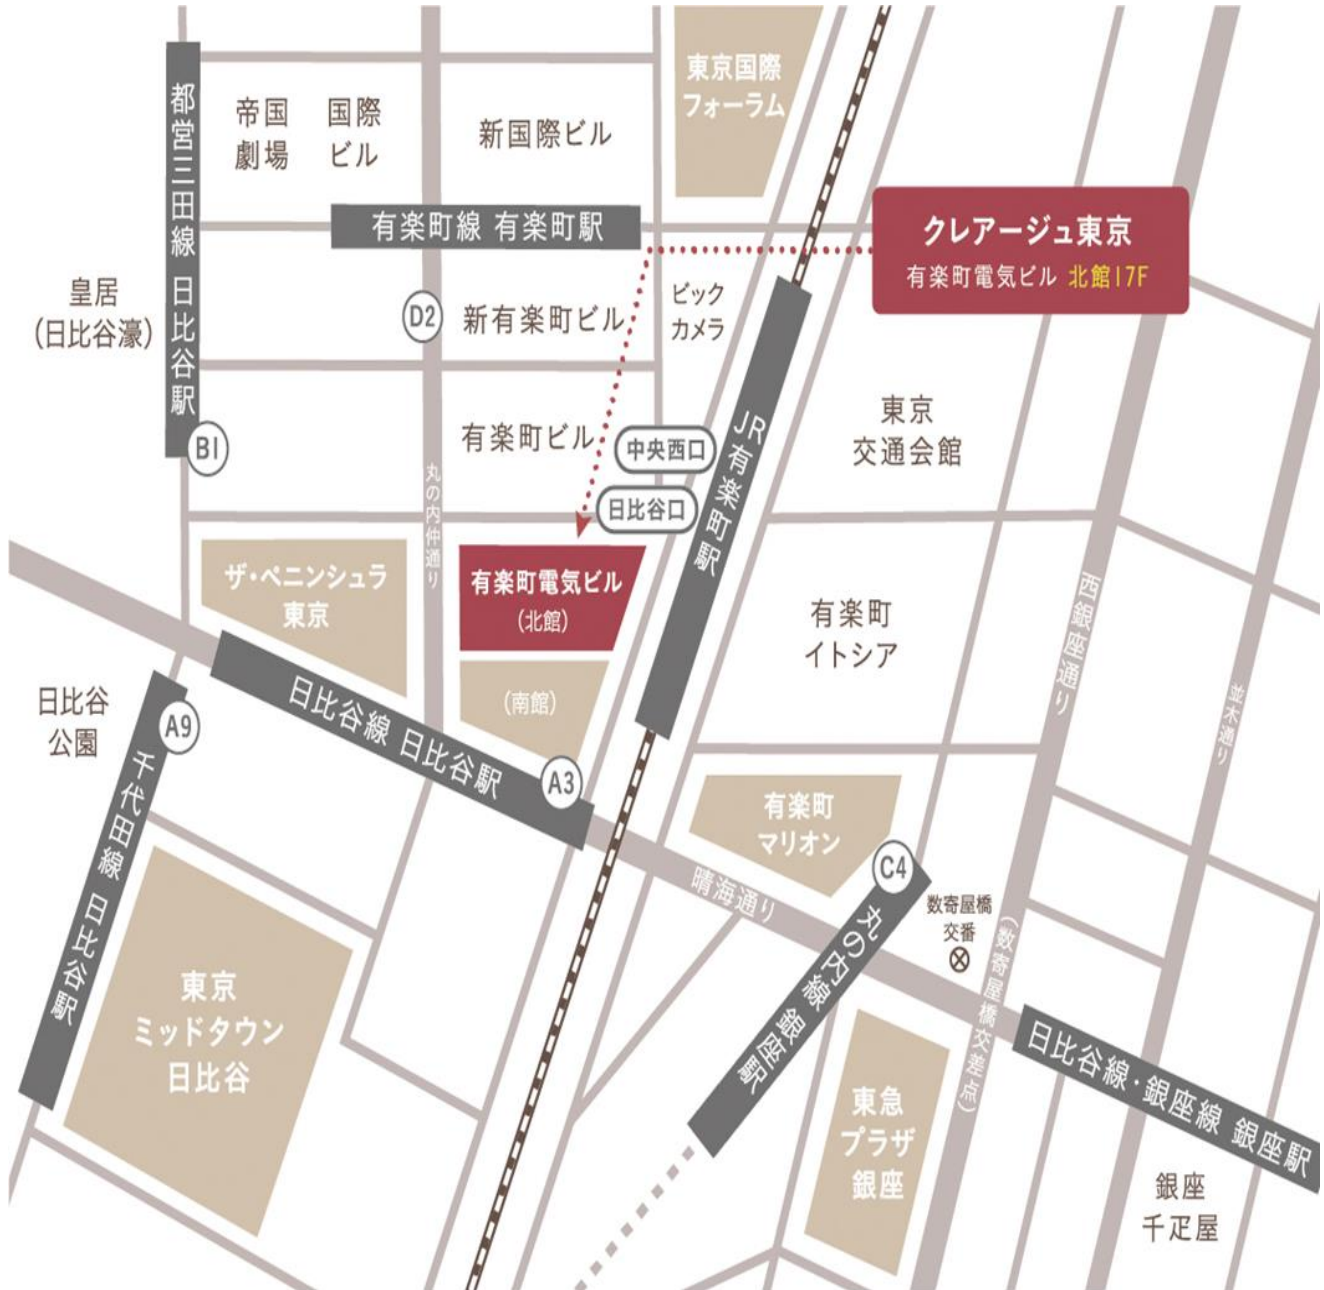 東京国際
フォーラム
都営三田線 日比谷駅
帝国
劇場
国際
ビル
新国際ビル
有楽町線 有楽町駅
クレアージュ東京
有楽町電気ビル 北館17F
皇居
(日比谷濠)
D2
新有楽町ビル
ビック
カメラ
JR有楽町駅
東京
交通会館
B1
有楽町ビル
中央西口
日比谷口
丸の内仲通り
ザ・ペニンシュラ
東京
有楽町電気ビル
(北館)
(南館)
有楽町
イトシア
西銀座通り
並木通り
日比谷
公園
A9
日比谷線 日比谷駅
A3
千代田線 日比谷駅
有楽町
マリオン
C4
晴海通り
丸の内線 銀座駅
数寄屋橋
交番
(数寄屋橋交差点)
東京
ミッドタウン
日比谷
日比谷線・銀座線 銀座駅
東急
プラザ
銀座
銀座
千疋屋